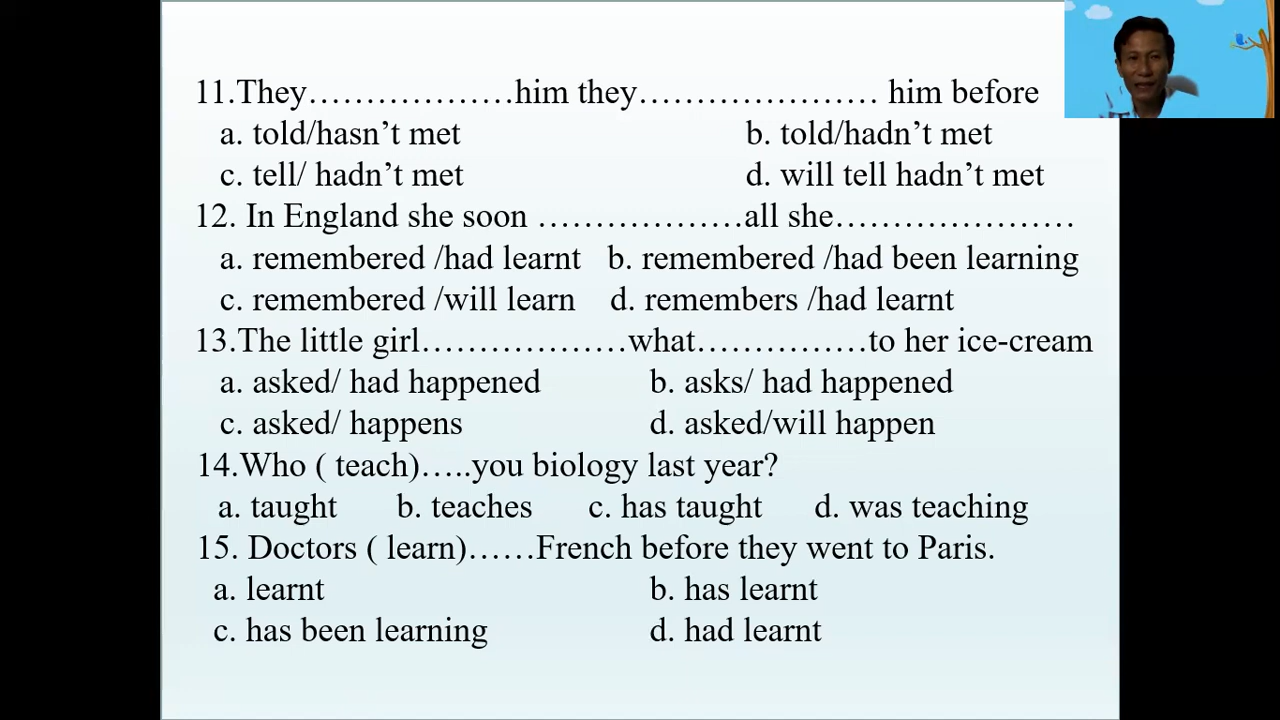 11.They………………him they………………… him before
a. told/hasn’t met b. told/hadn’t met
c. tell/ hadn’t met d. will tell hadn’t met
12. In England she soon ………………all she…………………
a. remembered /had learnt b. remembered /had been learning
c. remembered /will learn d. remembers /had learnt
13.The little girl………………what……………to her ice-cream
a. asked/ had happened b. asks/ had happened
c. asked/ happens d. asked/will happen
14.Who ( teach)…..you biology last year?
a. taught b. teaches c. has taught d. was teaching
15. Doctors ( learn)……French before they went to Paris.
a. learnt b. has learnt
c. has been learning d. had learnt